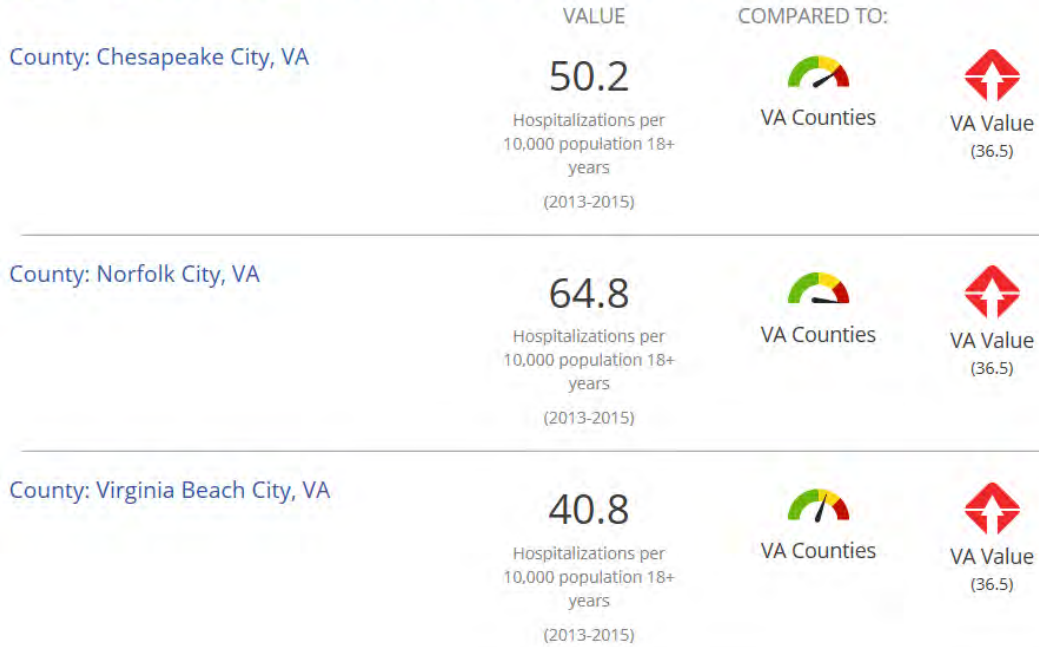 VALUE
COMPARED TO:
County: Chesapeake City, VA
50.2
Hospitalizations per
10,000 population 18+
years
(2013-2015)
VA Counties
VA Value
(36.5)
County: Norfolk City, VA
64.8
Hospitalizations per
10,000 population 18+
years
(2013-2015)
VA Counties
VA Value
(36.5)
County: Virginia Beach City, VA
40.8
Hospitalizations per
10,000 population 18+
years
(2013-2015)
VA Counties
VA Value
(36.5)